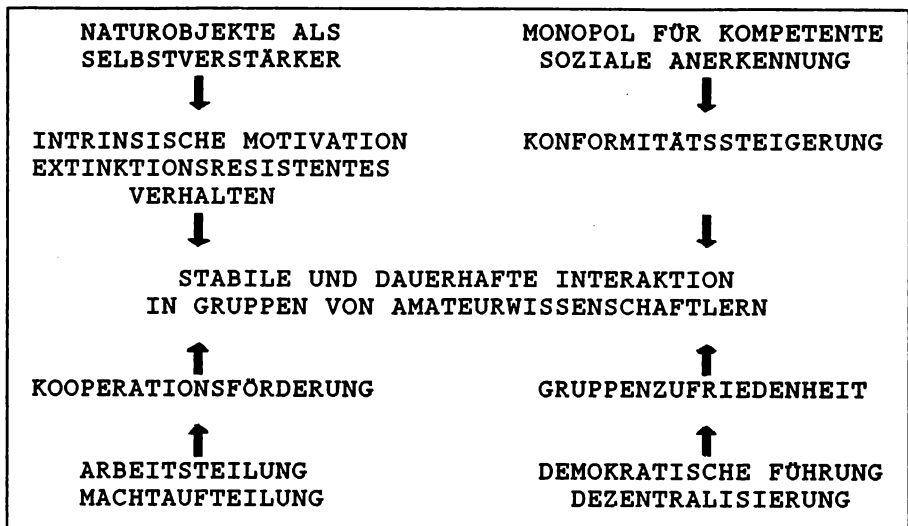 NATUROBJEKTE ALS
SELBSTVERSTÄRKER
MONOPOL FÜR KOMPETENTE
SOZIALE ANERKENNUNG
INTRINSISCHE MOTIVATION
EXTINKTIONSRESISTENTES
VERHALTEN
KONFORMITÄTSSTEIGERUNG
STABILE UND DAUERHAFTE INTERAKTION
IN GRUPPEN VON AMATEURWISSENSCHAFTLERN
KOOPERATIONSFÖRDERUNG
GRUPPENZUFRIEDENHEIT
ARBEITSTEILUNG
MACHTAUFTEILUNG
DEMOKRATISCHE FÜHRUNG
DEZENTRALISIERUNG